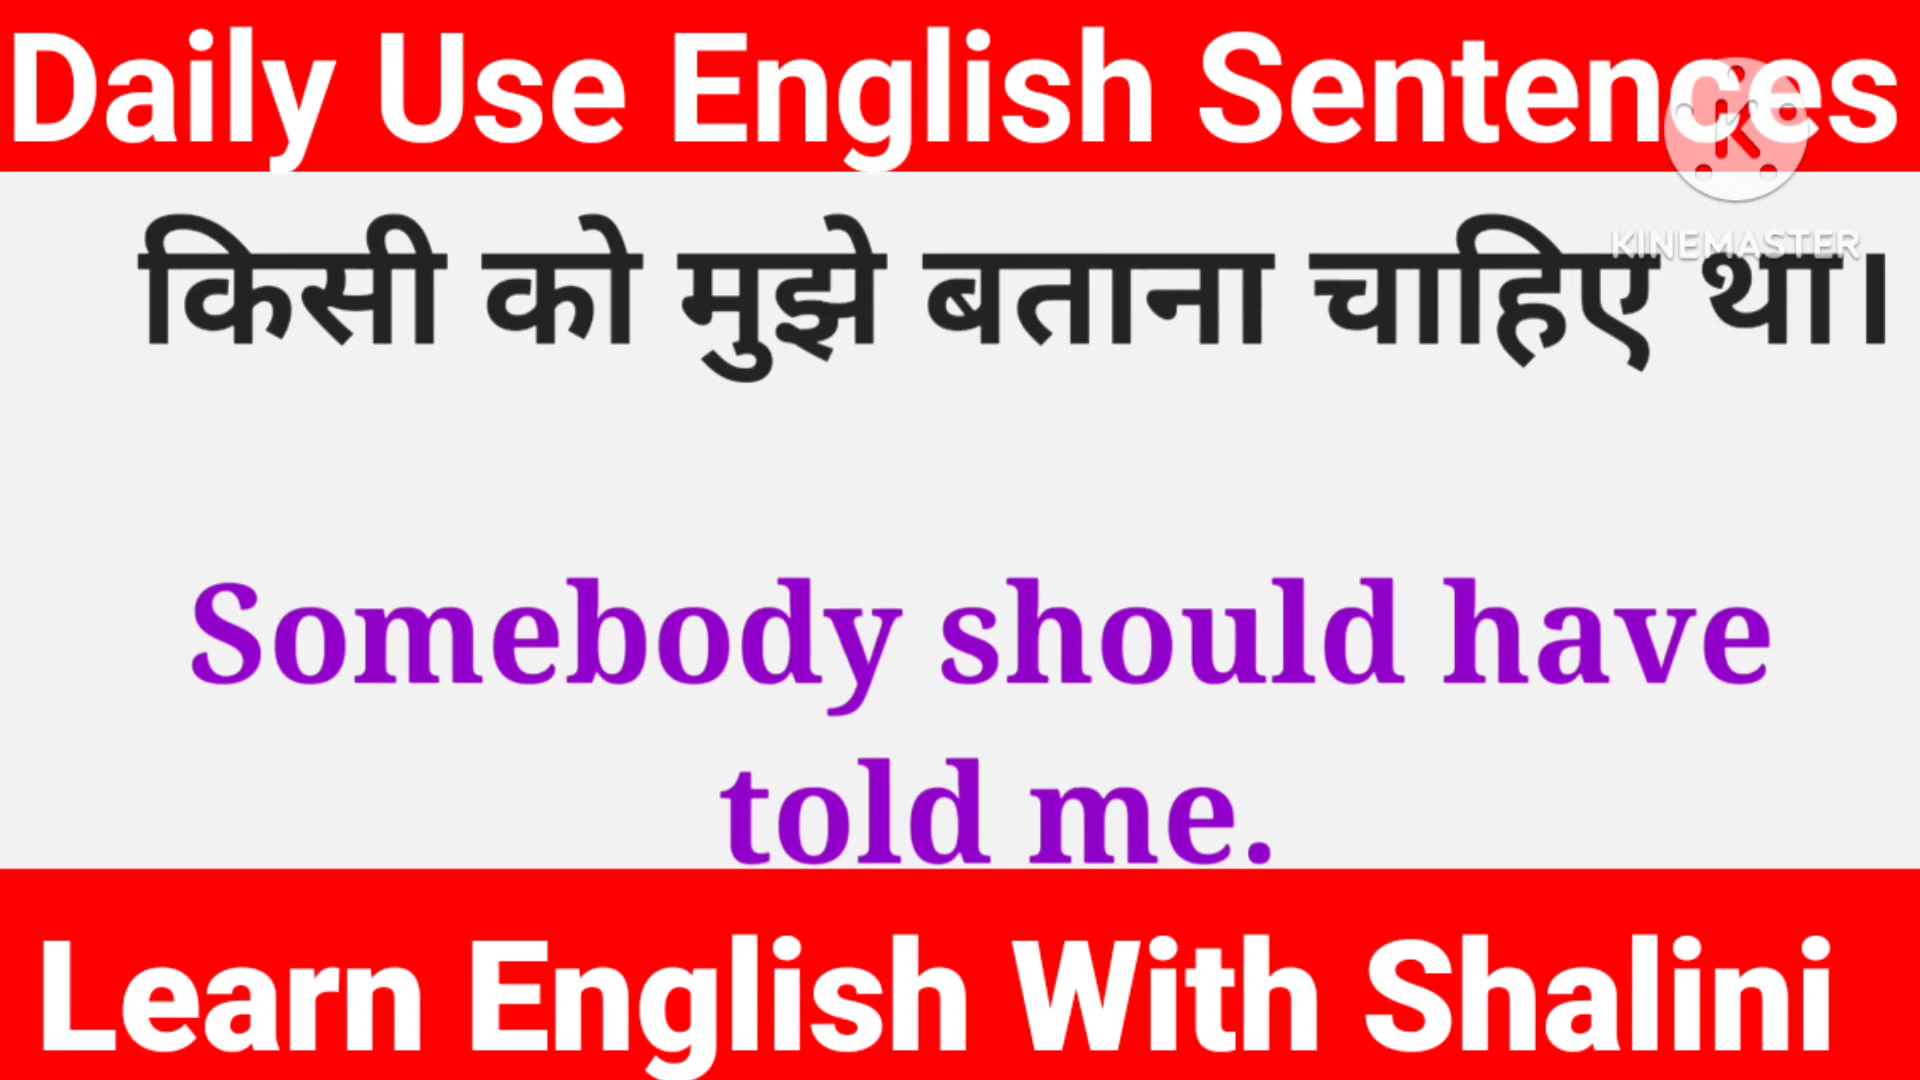 Daily Use English Sentences
KINEMASTER
किसी को मुझे बताना चाहिए था।
Somebody should have
told me.
Learn English With Shalini